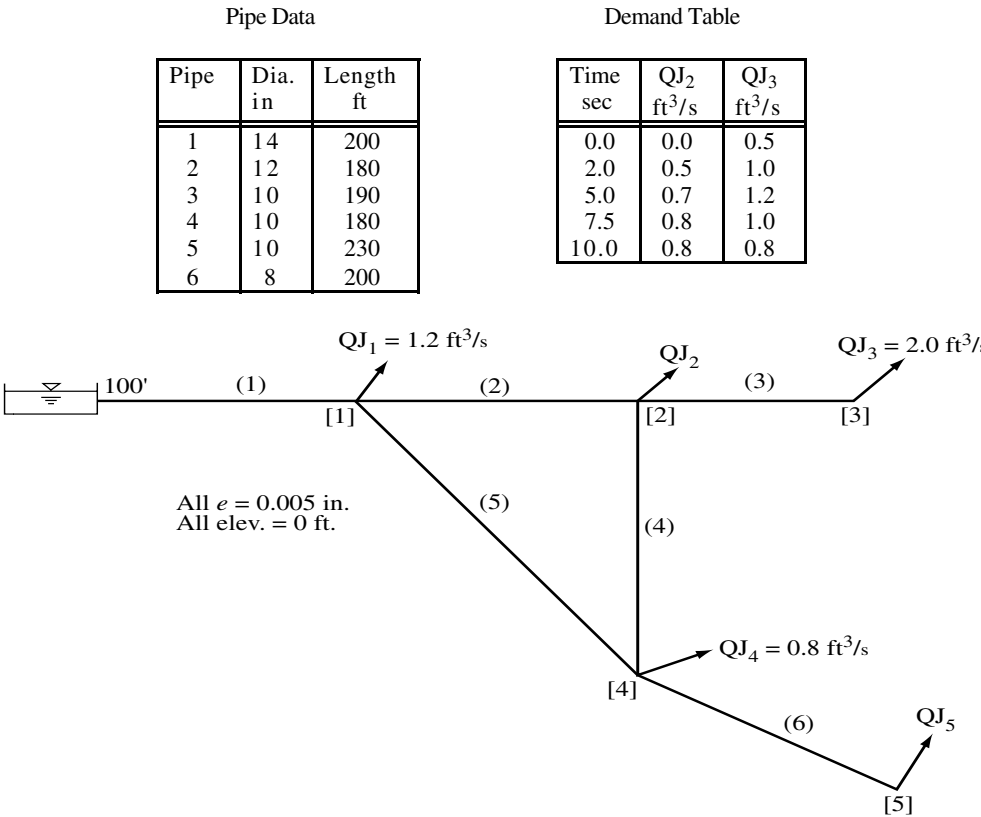 Pipe Data
Demand Table
Pipe Dia. in Length ft
1 14 200
2 12 180
3 10 190
4 10 180
5 10 230
6 8 200
Time sec QJ₂ ft³/s QJ₃ ft³/s
0.0 0.0 0.5
2.0 0.5 1.0
5.0 0.7 1.2
7.5 0.8 1.0
10.0 0.8 0.8
QJ₁ = 1.2 ft³/s
QJ₂
QJ₃ = 2.0 ft³/s
100'
(1)
(2)
(3)
[1]
[2]
[3]
All e = 0.005 in.
All elev. = 0 ft.
(5)
(4)
QJ₄ = 0.8 ft³/s
[4]
(6)
QJ₅
[5]